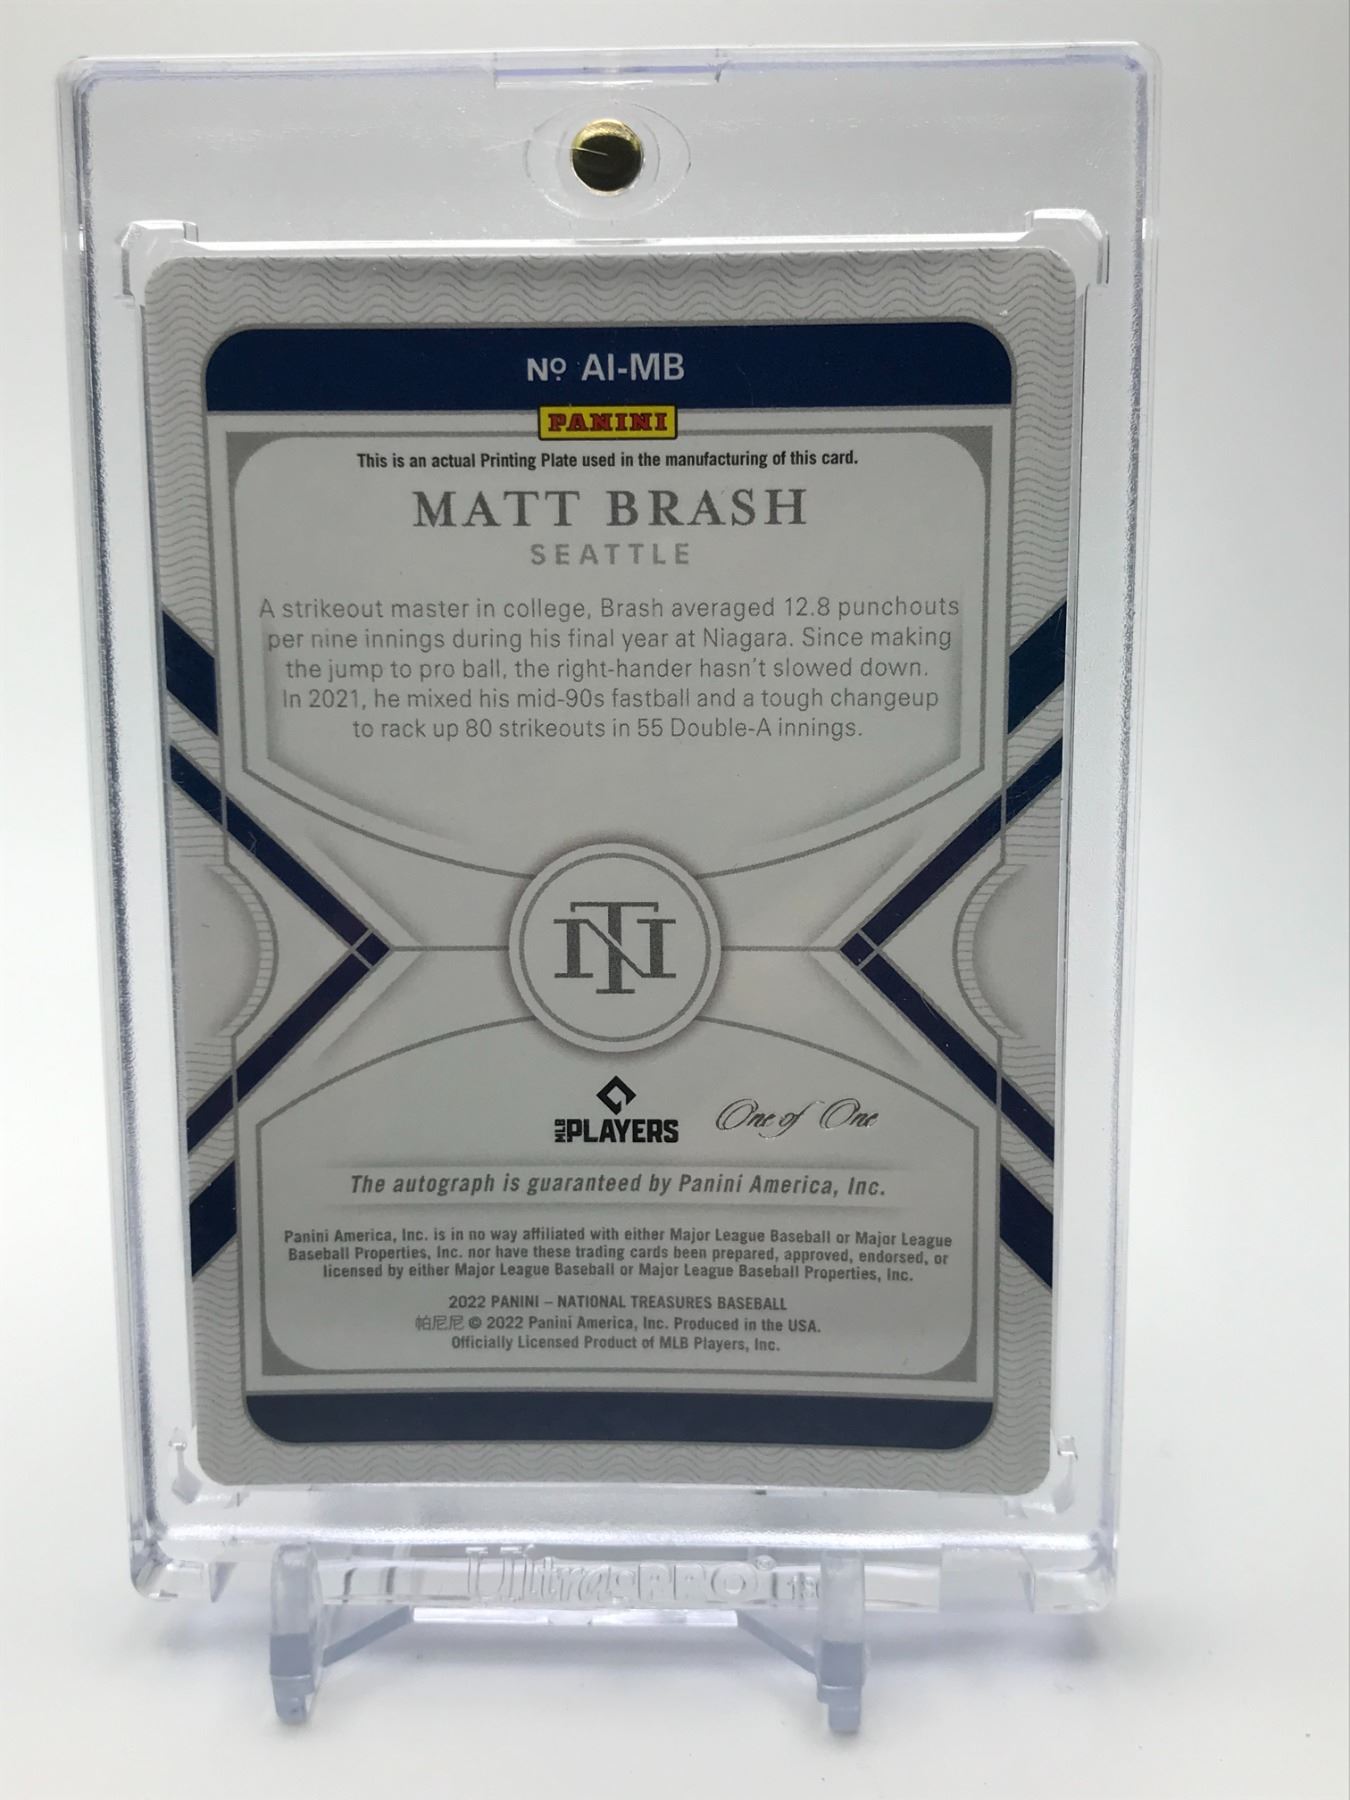 Nº AI-MB
PANINI
This is an actual Printing Plate used in the manufacturing of this card.
MATT BRASH
SEATTLE
A strikeout master in college, Brash averaged 12.8 punchouts
per nine innings during his final year at Niagara. Since making
the jump to pro ball, the right-hander hasn't slowed down.
In 2021, he mixed his mid-90s fastball and a tough changeup
to rack up 80 strikeouts in 55 Double-A innings.
NT
MLB PLAYERS
One of One
The autograph is guaranteed by Panini America, Inc.
Panini America, Inc. is in no way affiliated with either Major League Baseball or Major League
Baseball Properties, Inc. nor have these trading cards been prepared, approved, endorsed, or
licensed by either Major League Baseball or Major League Baseball Properties, Inc.
2022 PANINI – NATIONAL TREASURES BASEBALL
帕尼尼 © 2022 Panini America, Inc. Produced in the USA.
Officially Licensed Product of MLB Players, Inc.
Ultra PRO